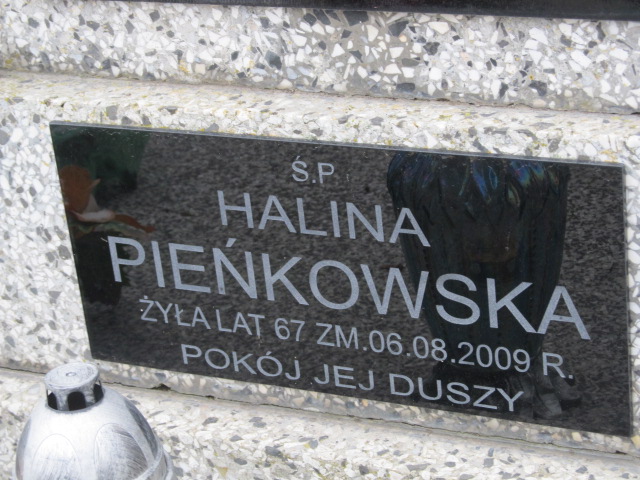 Ś.P.
HALINA
PIEŃKOWSKA
ŻYŁA LAT 67 ZM.06.08.2009 R.
POKÓJ JEJ DUSZY